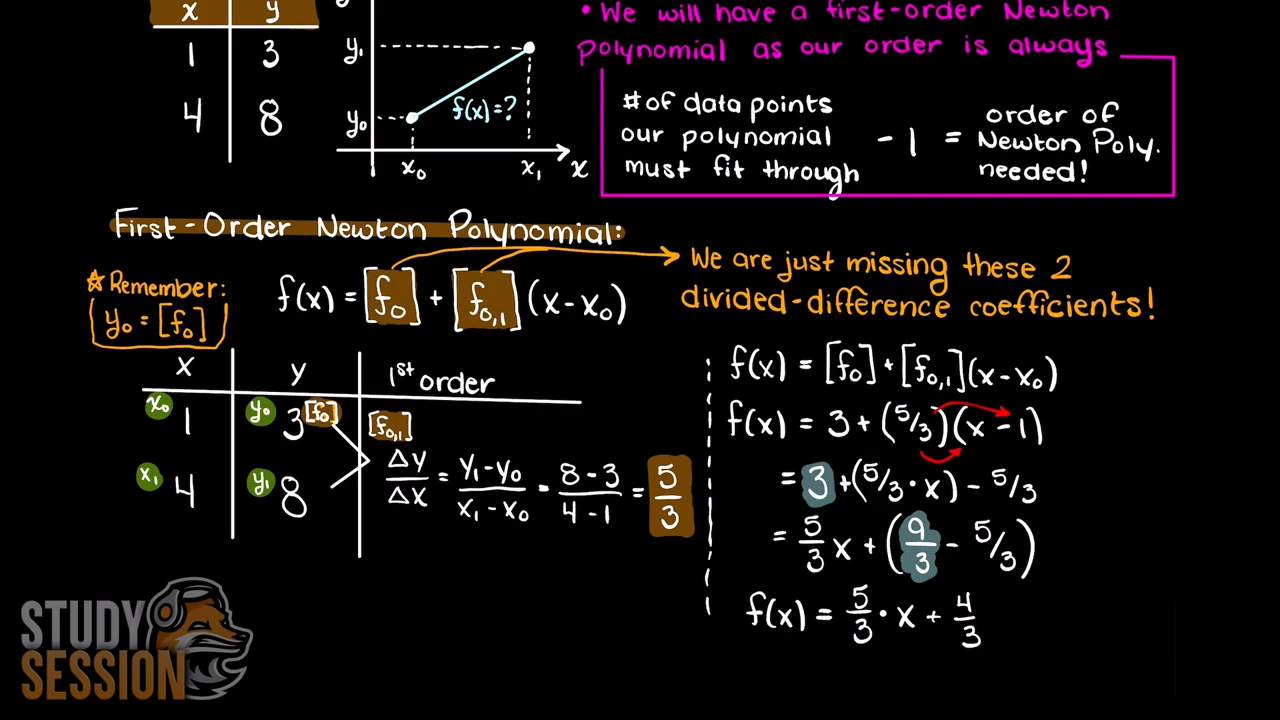 x y
1 3
4 8
y₁
y₀
f(x)=?
x₀ x₁ x
• We will have a first-order Newton
polynomial as our order is always
# of data points
our polynomial
must fit through
- 1 =
order of
Newton Poly.
needed!
First-Order Newton Polynomial:
☆ Remember:
y₀ = [f₀]
f(x) = [f₀] + [f₀,₁](x-x₀)
We are just missing these 2
divided-difference coefficients!
x y 1st order
x₀ 1 y₀ 3 [f₀]
x₁ 4 y₁ 8
[f₀,₁]
Δy/Δx = (y₁-y₀)/(x₁-x₀) = (8-3)/(4-1) = 5/3
f(x) = [f₀] + [f₀,₁](x-x₀)
f(x) = 3 + (5/3)(x-1)
= 3 + (5/3 · x) - 5/3
= 5/3 x + (9/3 - 5/3)
f(x) = 5/3 · x + 4/3
STUDY
SESSION